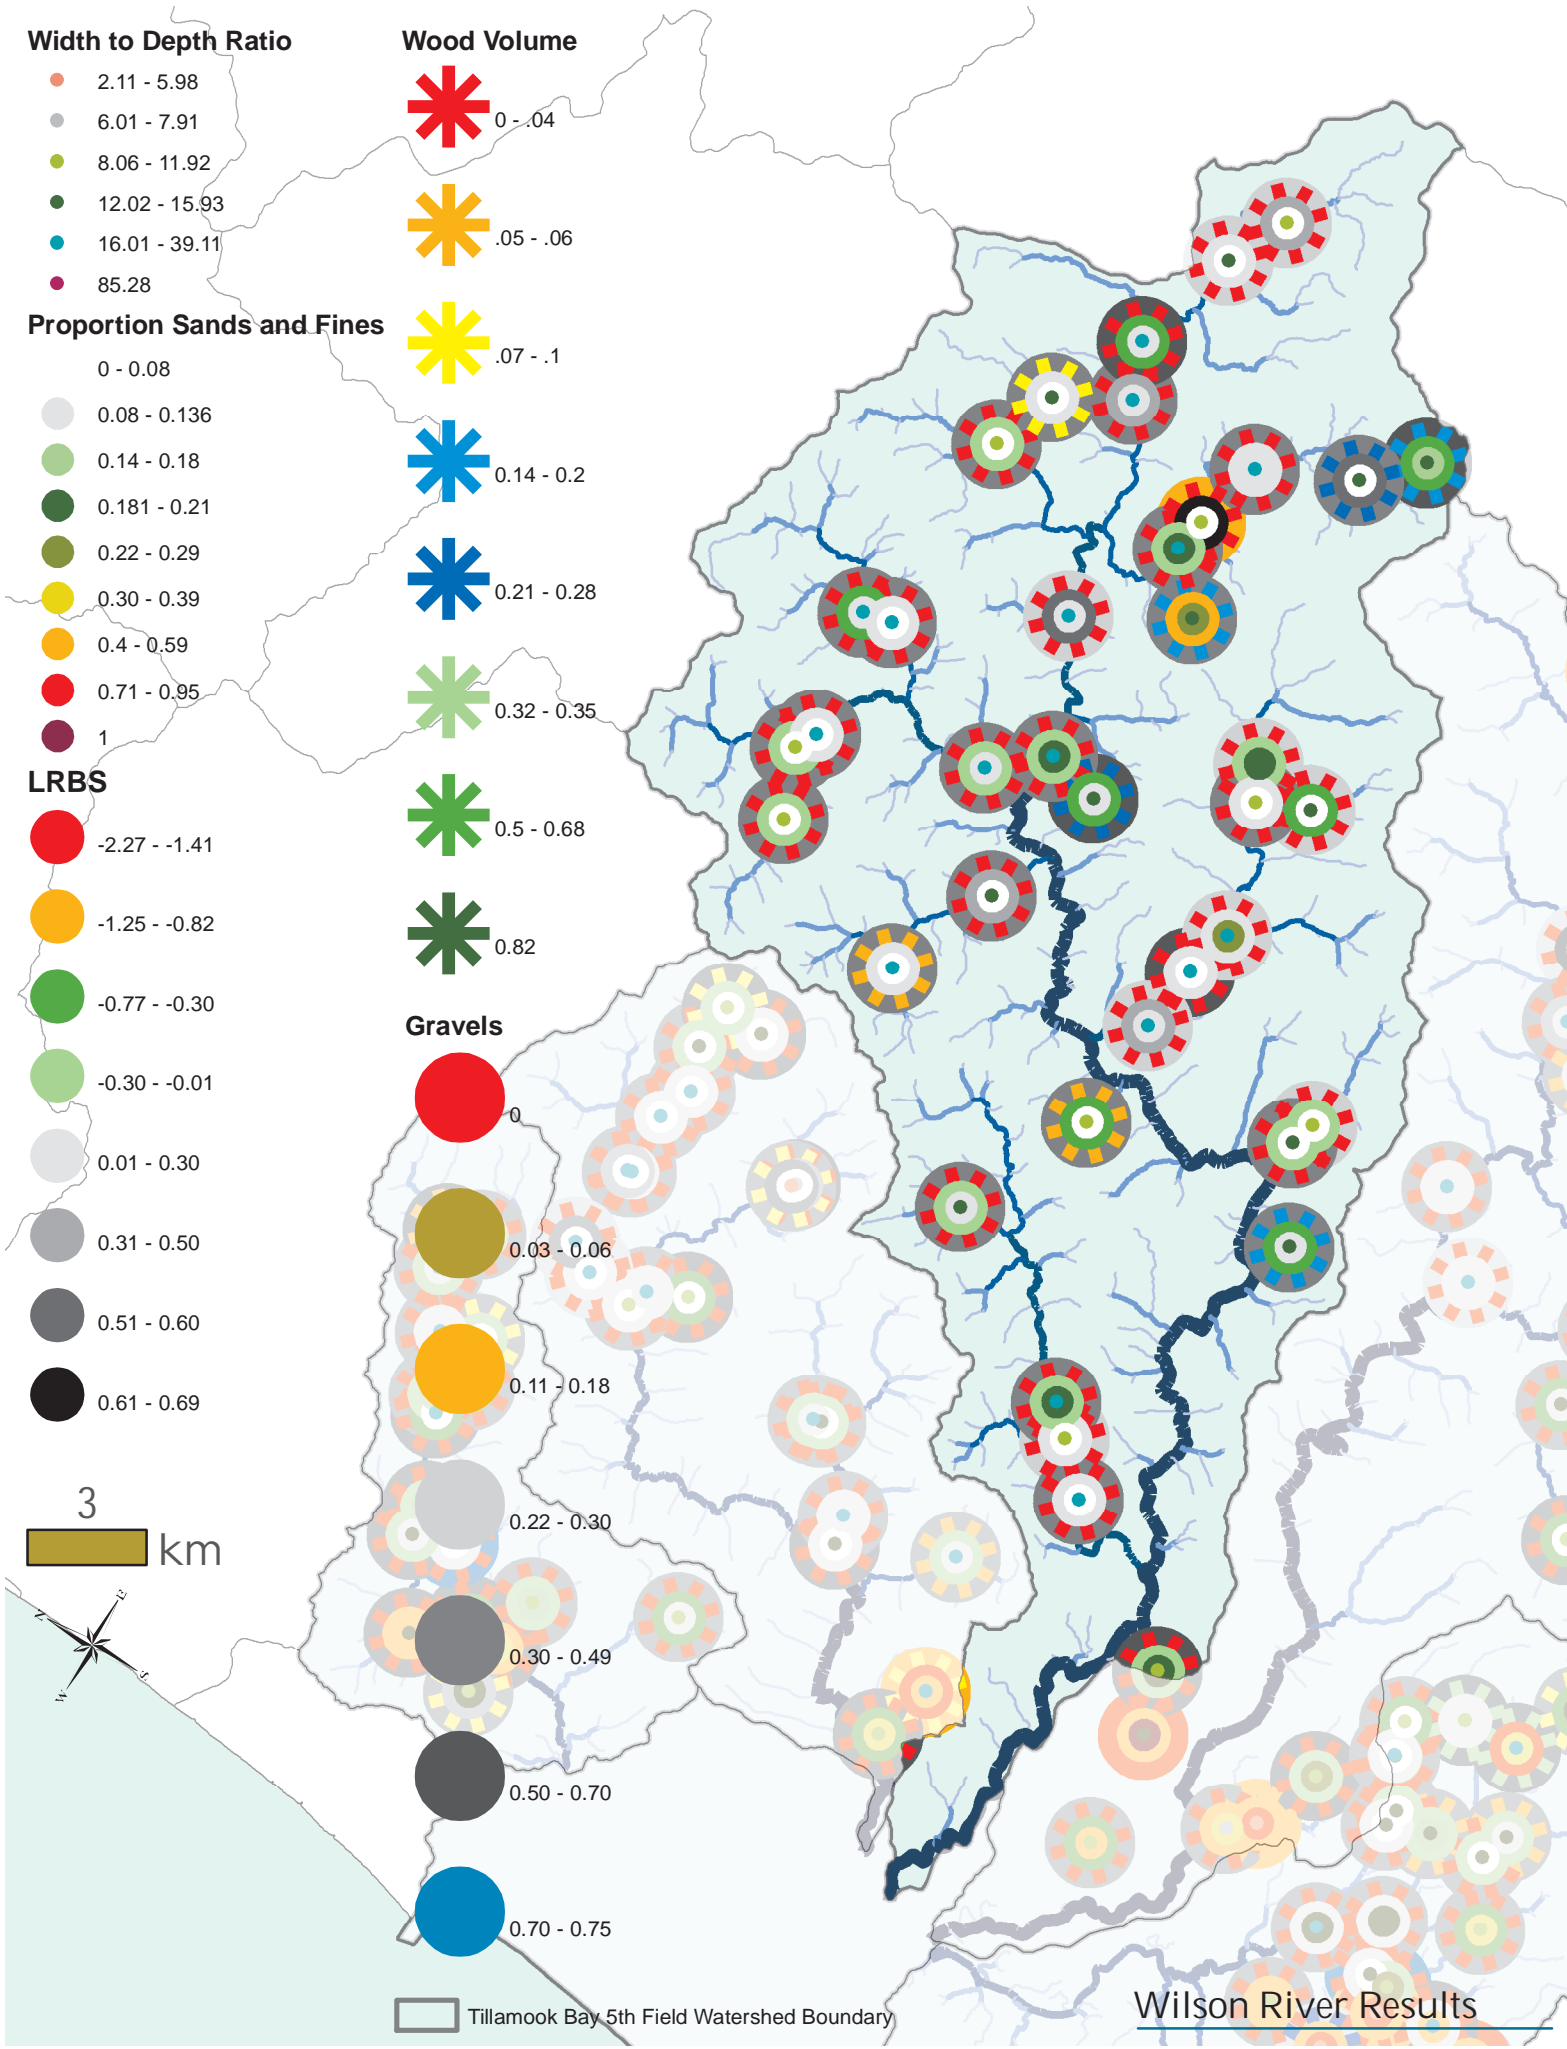 Width to Depth Ratio
2.11 - 5.98
6.01 - 7.91
8.06 - 11.92
12.02 - 15.93
16.01 - 39.11
85.28
Proportion Sands and Fines
0 - 0.08
0.08 - 0.136
0.14 - 0.18
0.181 - 0.21
0.22 - 0.29
0.30 - 0.39
0.4 - 0.59
0.71 - 0.95
1
LRBS
-2.27 - -1.41
-1.25 - -0.82
-0.77 - -0.30
-0.30 - -0.01
0.01 - 0.30
0.31 - 0.50
0.51 - 0.60
0.61 - 0.69
3
km
N
E
S
W
Wood Volume
0 - .04
.05 - .06
.07 - .1
0.14 - 0.2
0.21 - 0.28
0.32 - 0.35
0.5 - 0.68
0.82
Gravels
0
0.03 - 0.06
0.11 - 0.18
0.22 - 0.30
0.30 - 0.49
0.50 - 0.70
0.70 - 0.75
Tillamook Bay 5th Field Watershed Boundary
Wilson River Results